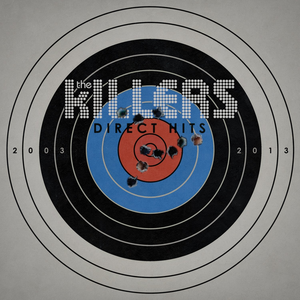 the
KILLERS
DIRECT HITS
2003 2013